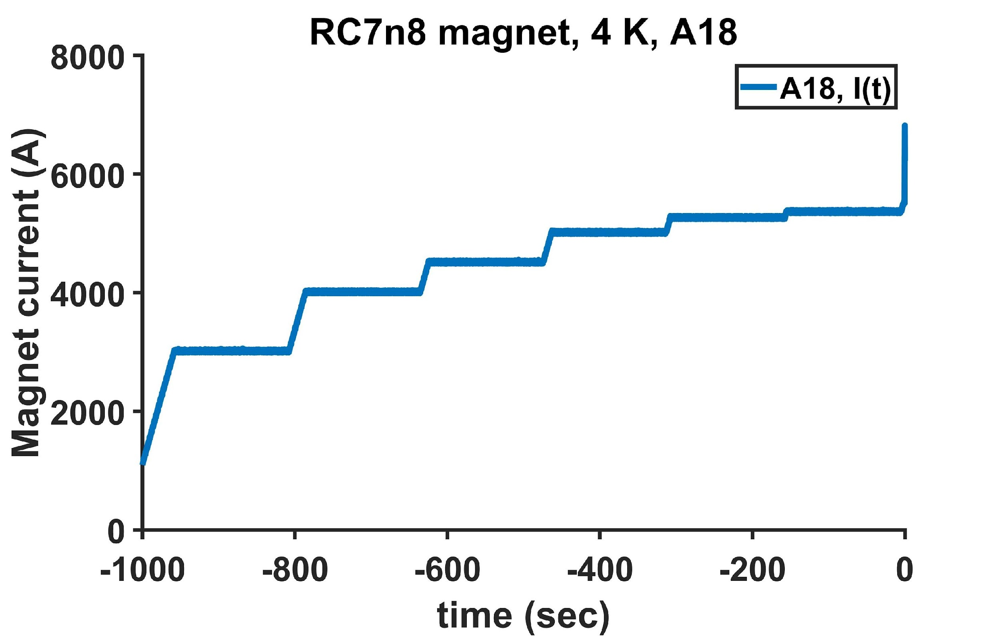 RC7n8 magnet, 4 K, A18
A18, I(t)
Magnet current (A)
8000
6000
4000
2000
0
-1000 -800 -600 -400 -200 0
time (sec)